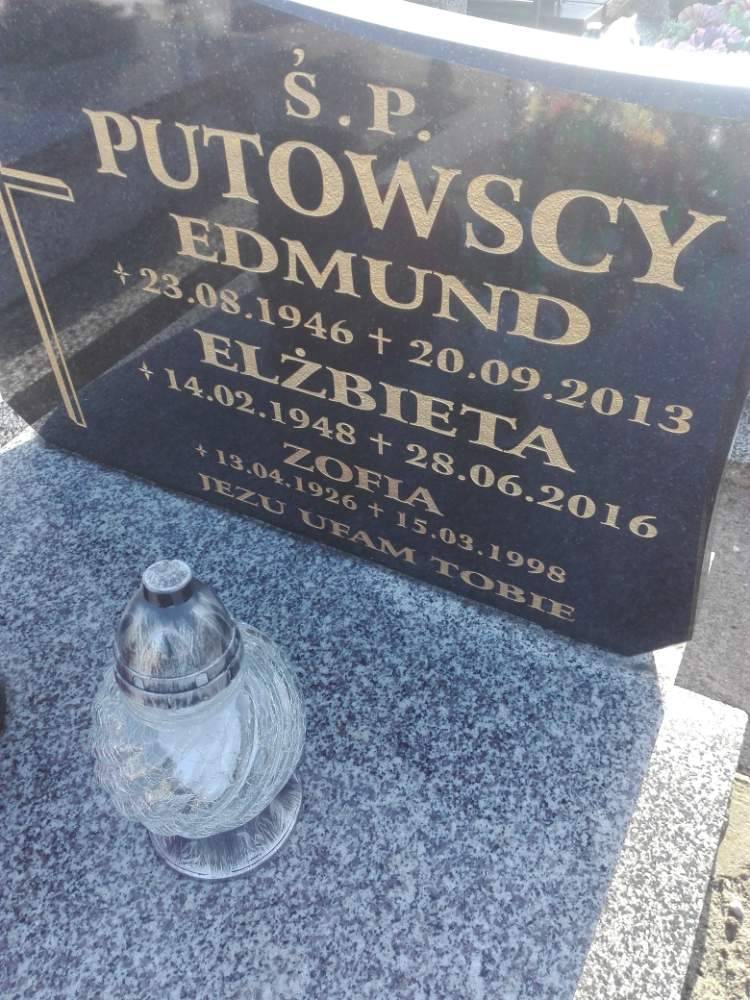 Ś.P.
PUTOWSCY
EDMUND
* 23.08.1946 † 20.09.2013
ELŻBIETA
* 14.02.1948 † 28.06.2016
ZOFIA
* 13.04.1926 † 15.03.1998
JEZU UFAM TOBIE